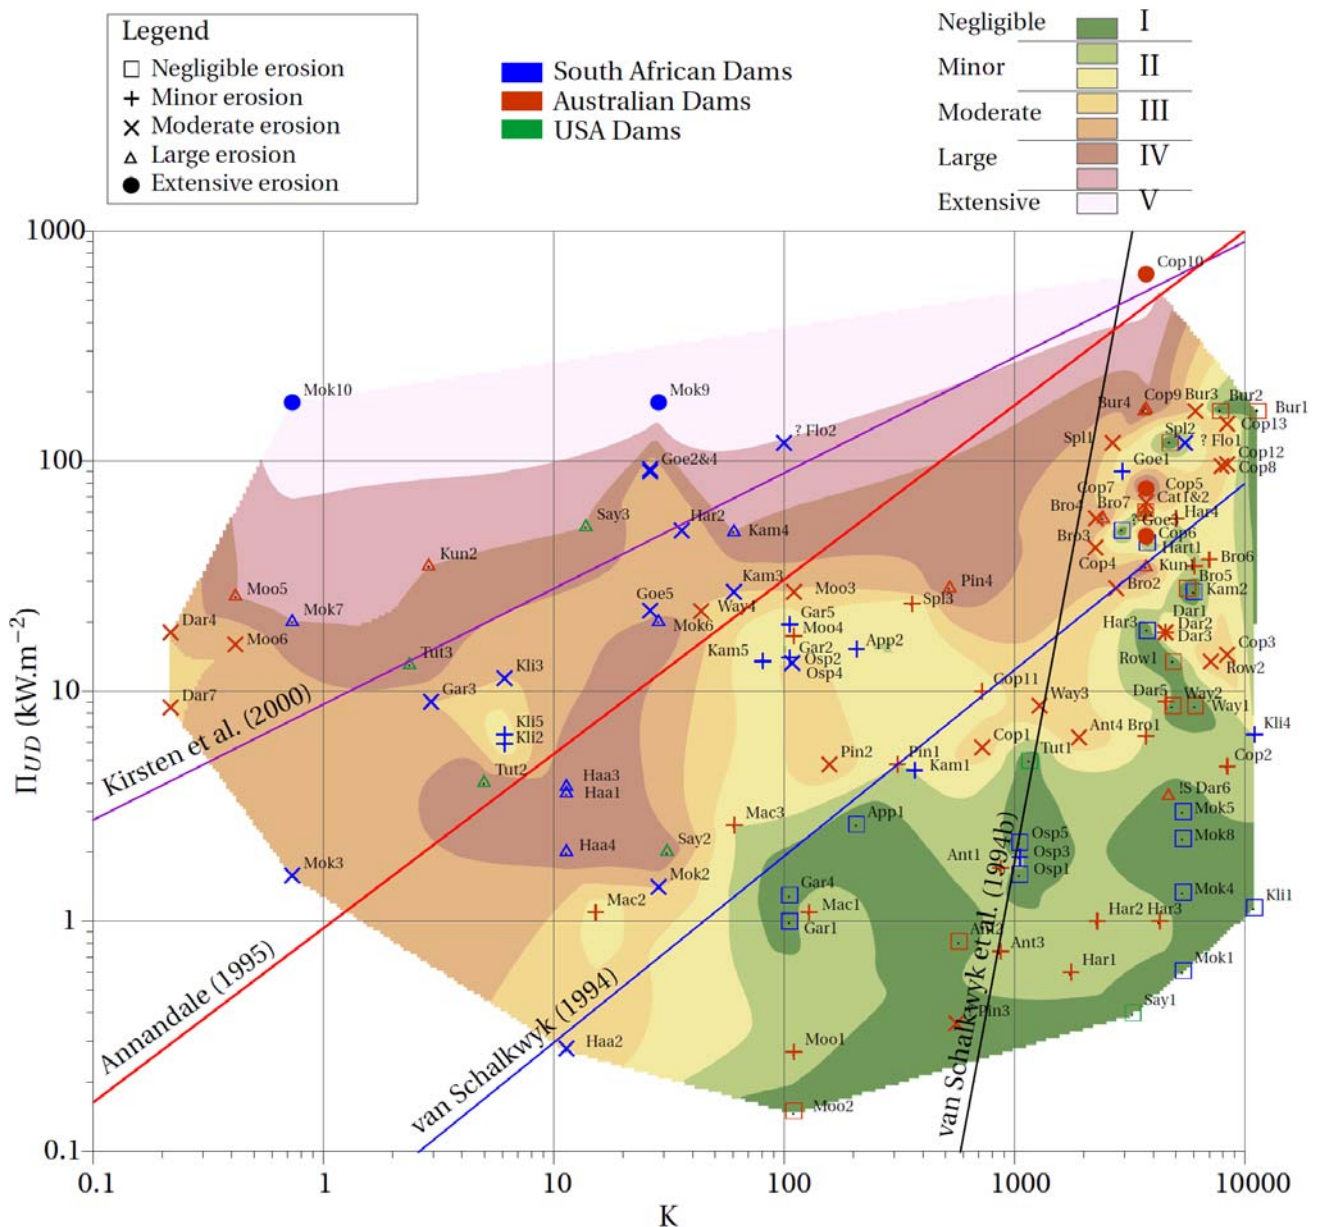 Legend
Negligible erosion
Minor erosion
Moderate erosion
Large erosion
Extensive erosion
South African Dams
Australian Dams
USA Dams
Negligible I
Minor II
Moderate III
Large IV
Extensive V
1000
100
10
1
0.1
Π_UD (kW.m⁻²)
0.1 1 10 100 1000 10000
K
Kirsten et al. (2000)
Annandale (1995)
van Schalkwyk (1994)
van Schalkwyk et al. (1994b)
Cop10
Mok10
Mok9
Bur4
Cop9
Bur3
Bur2
Bur1
Cop13
? Flo2
Spl1
Spl2
? Flo1
Goe2&4
Goe1
Cop12
Cop8
Cop7
Cop5
Bro4
Bro7
Cat1&2
Say3
Har2
Kam4
Har4
Bro3
Cop6
Hart1
Kun2
Cop4
Kun1
Bro6
Bro5
Moo5
Kam3
Moo3
Pin4
Bro2
Kam2
Mok7
Goe5
Way4
Spl3
Dar1
Dar4
Mok6
Gar5
Moo4
Har3
Dar2
Dar3
Moo6
Tut3
Kli3
Kam5
Gar2
Osp2
Osp4
App2
Row1
Cop3
Row2
Dar7
Gar3
Cop11
Way3
Dar5
Way2
Way1
Kli5
Kli2
Cop1
Ant4
Bro1
Kli4
Tut2
Pin2
Pin1
Kam1
Tut1
Cop2
Haa3
Haa1
!S Dar6
Mac3
App1
Mok5
Osp5
Mok8
Haa4
Say2
Ant1
Osp3
Osp1
Mok3
Mok2
Gar4
Mok4
Mac2
Mac1
Gar1
Har2
Har3
Kli1
Ant2
Ant3
Har1
Mok1
Haa2
Moo1
Pin3
Say1
Moo2